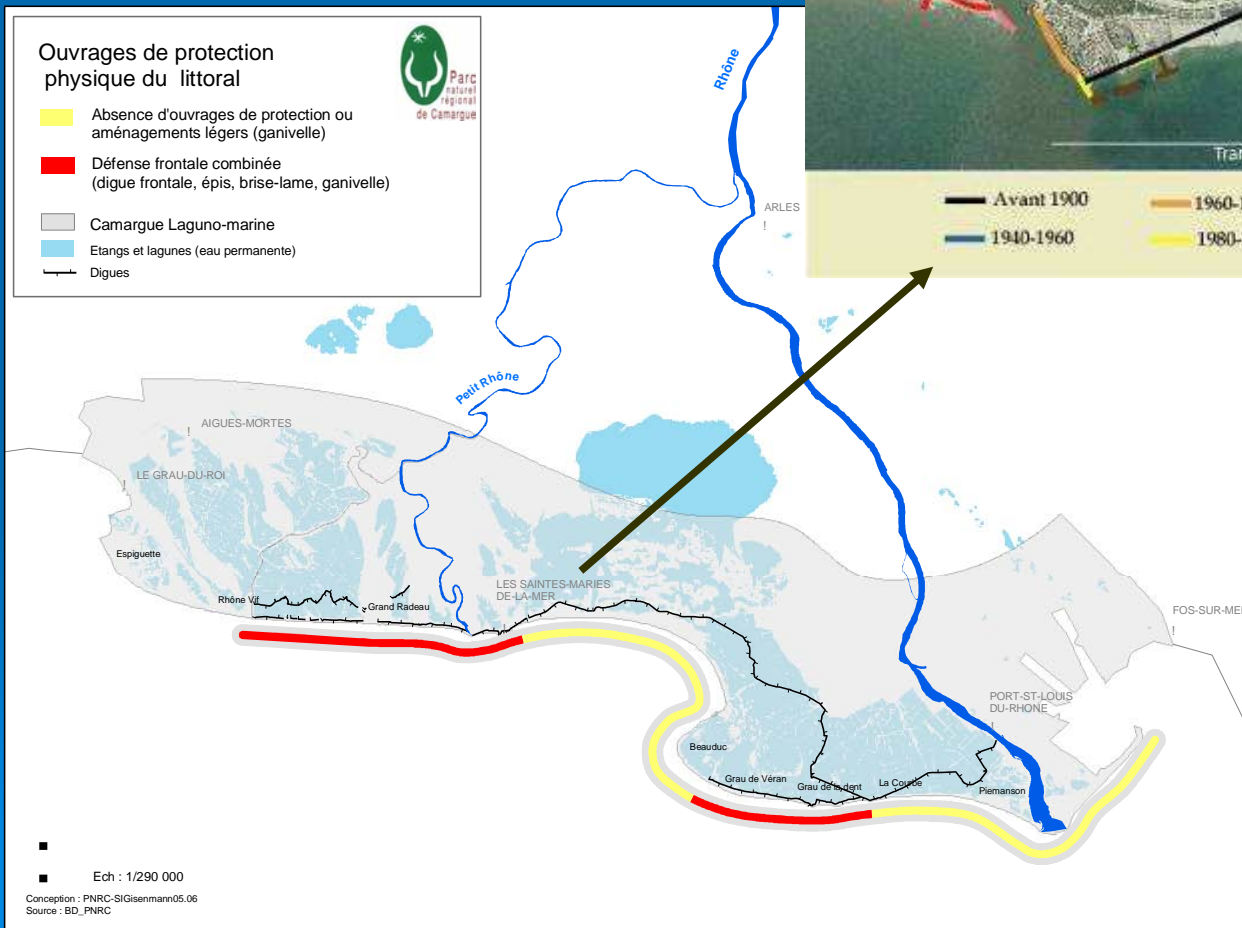 Ouvrages de protection
physique du littoral
Parc
naturel
régional
de Camargue
Absence d'ouvrages de protection ou
aménagements légers (ganivelle)
Défense frontale combinée
(digue frontale, épis, brise-lame, ganivelle)
Camargue Laguno-marine
Etangs et lagunes (eau permanente)
Digues
Avant 1900
1940-1960
Rhône
ARLES
Petit Rhône
AIGUES-MORTES
LE GRAU-DU-ROI
Espiguette
Rhône Vif
Grand Radeau
LES SAINTES-MARIES
DE-LA-MER
FOS-SUR-MER
PORT-ST-LOUIS
DU-RHONE
Beauduc
Grau de Véran
Grau de la dent
La Courbe
Piemanson
Ech : 1/290 000
Conception : PNRC-SIGisenmann05.06
Source : BD_PNRC